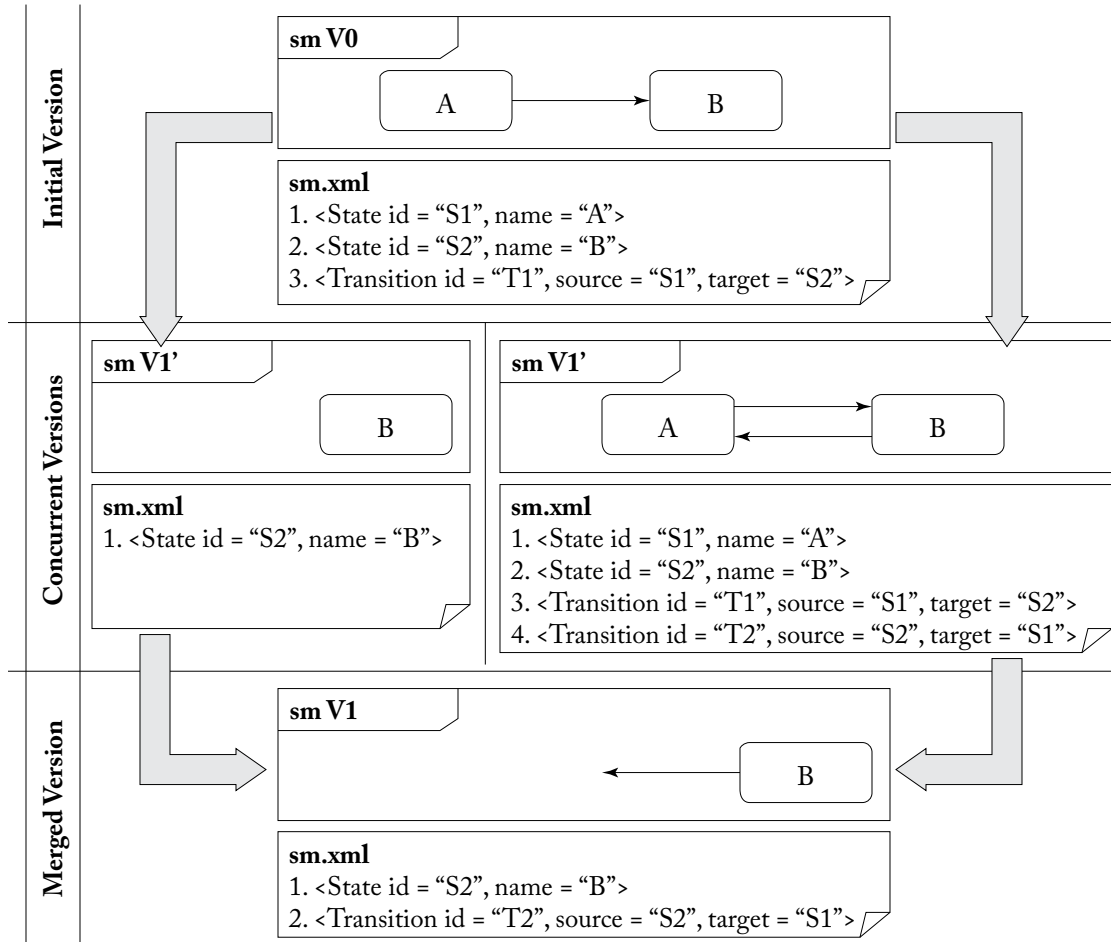 Initial Version
sm V0
A
B
sm.xml
1. <State id = “S1”, name = “A”>
2. <State id = “S2”, name = “B”>
3. <Transition id = “T1”, source = “S1”, target = “S2”>
Concurrent Versions
sm V1’
B
sm.xml
1. <State id = “S2”, name = “B”>
sm V1’
A
B
sm.xml
1. <State id = “S1”, name = “A”>
2. <State id = “S2”, name = “B”>
3. <Transition id = “T1”, source = “S1”, target = “S2”>
4. <Transition id = “T2”, source = “S2”, target = “S1”>
Merged Version
sm V1
B
sm.xml
1. <State id = “S2”, name = “B”>
2. <Transition id = “T2”, source = “S2”, target = “S1”>